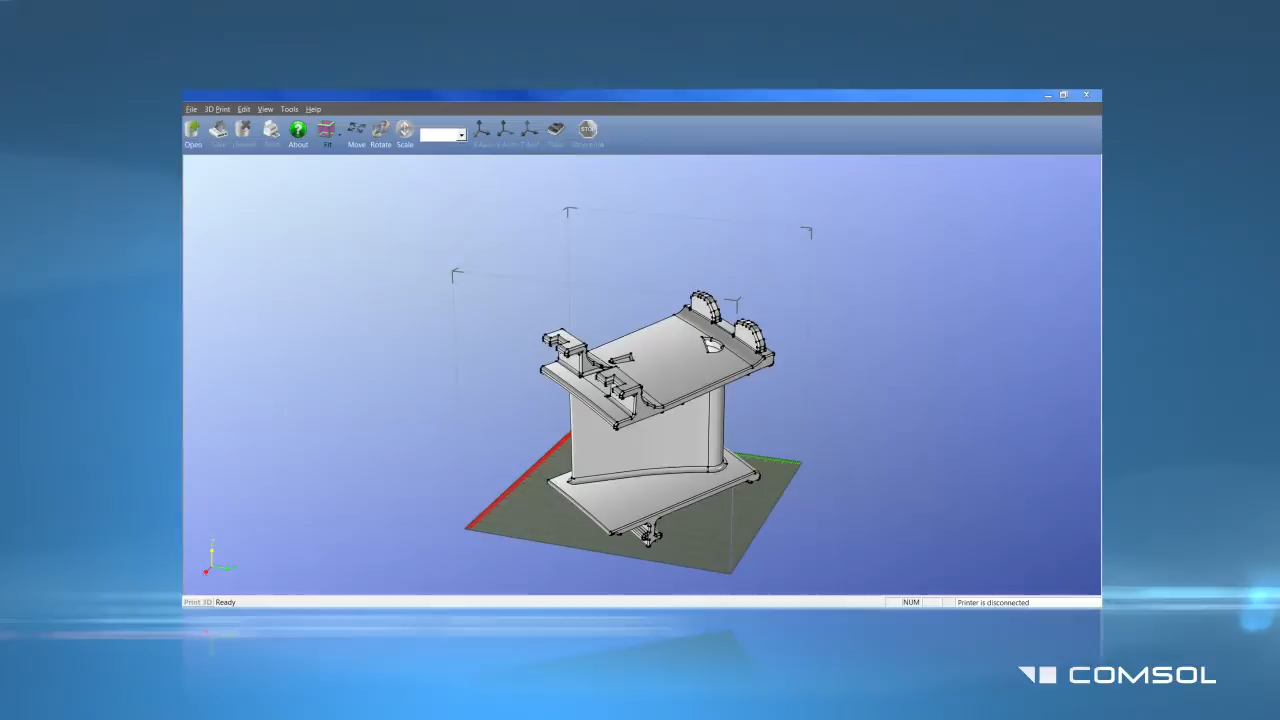 File 3D Print Edit View Tools Help
Open Move Rotate Scale About Fit
Print 3D Ready NUM Printer is disconnected
COMSOL